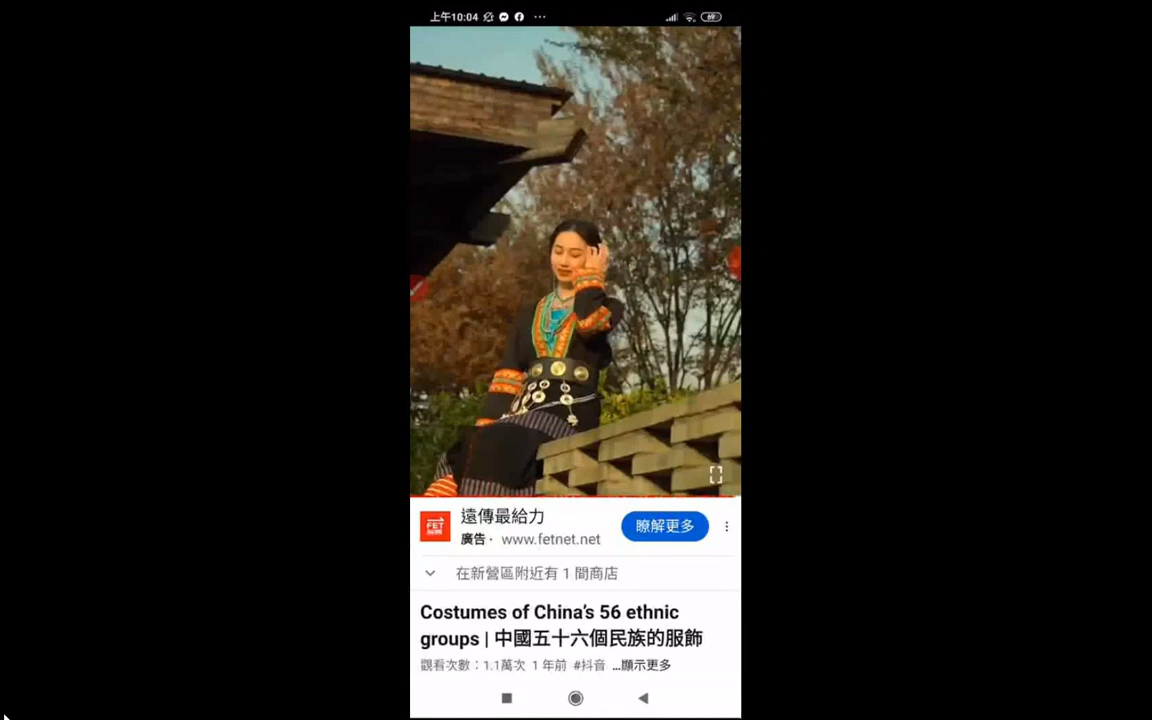 上午10:04
69
FET
遠傳最給力
廣告 · www.fetnet.net
瞭解更多
在新營區附近有 1 間商店
Costumes of China’s 56 ethnic
groups | 中國五十六個民族的服飾
觀看次數：1.1萬次 1 年前 #抖音 ...顯示更多